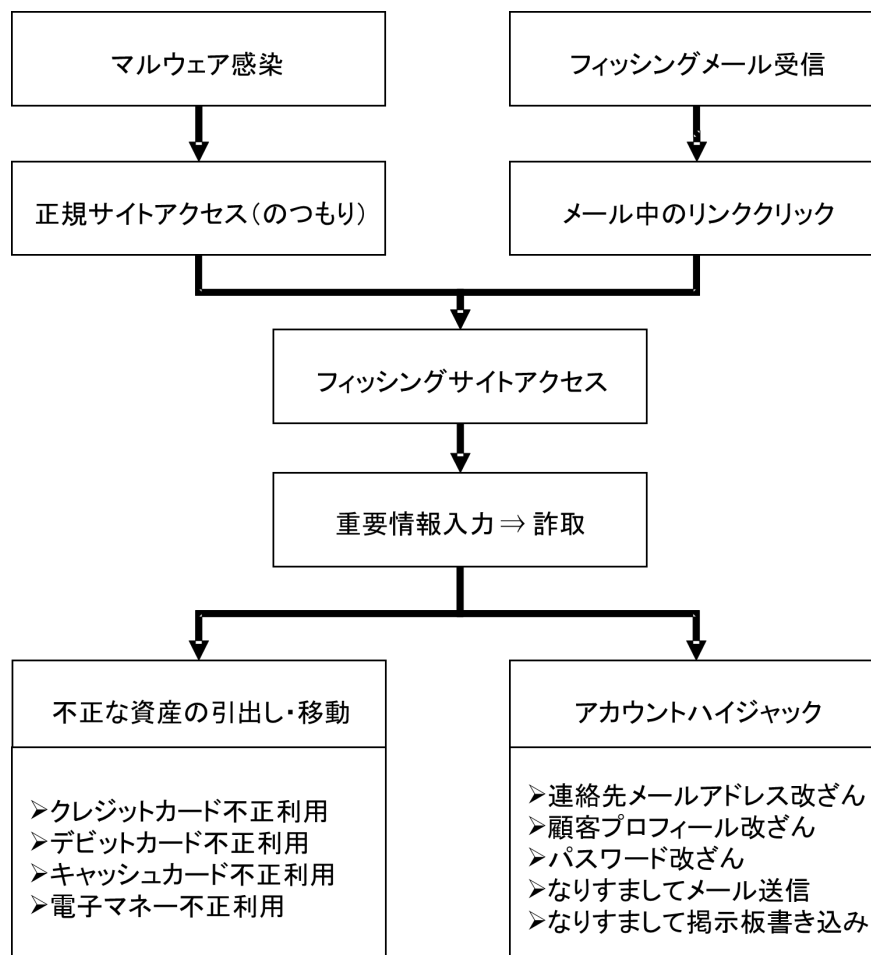 マルウェア感染
フィッシングメール受信
正規サイトアクセス（のつもり）
メール中のリンククリック
フィッシングサイトアクセス
重要情報入力⇒詐取
不正な資産の引出し・移動
➢クレジットカード不正利用
➢デビットカード不正利用
➢キャッシュカード不正利用
➢電子マネー不正利用
アカウントハイジャック
➢連絡先メールアドレス改ざん
➢顧客プロフィール改ざん
➢パスワード改ざん
➢なりすましてメール送信
➢なりすまして掲示板書き込み